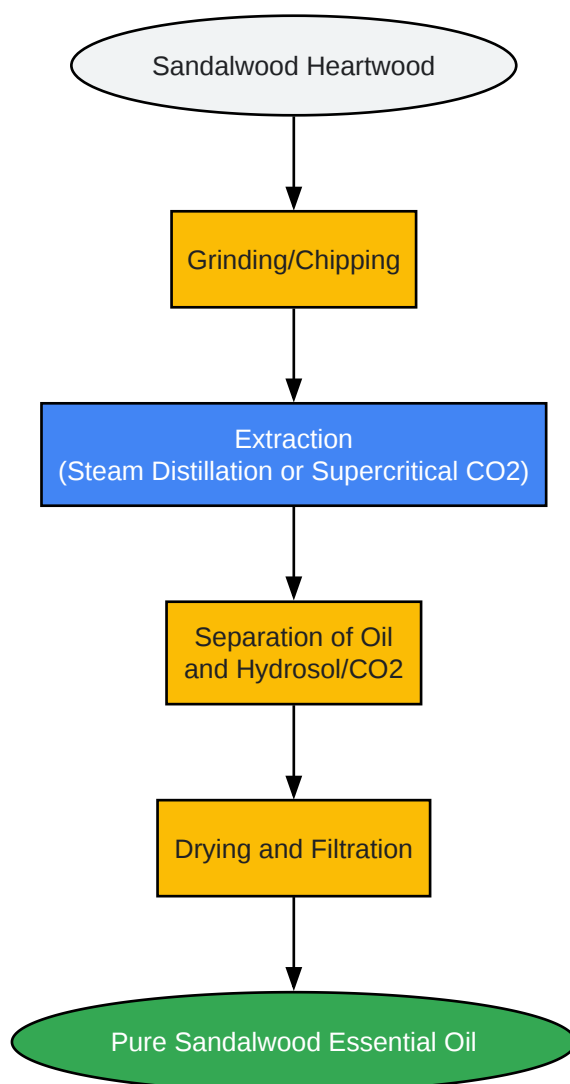 Sandalwood Heartwood
Grinding/Chipping
Extraction
(Steam Distillation or Supercritical CO2)
Separation of Oil
and Hydrosol/CO2
Drying and Filtration
Pure Sandalwood Essential Oil